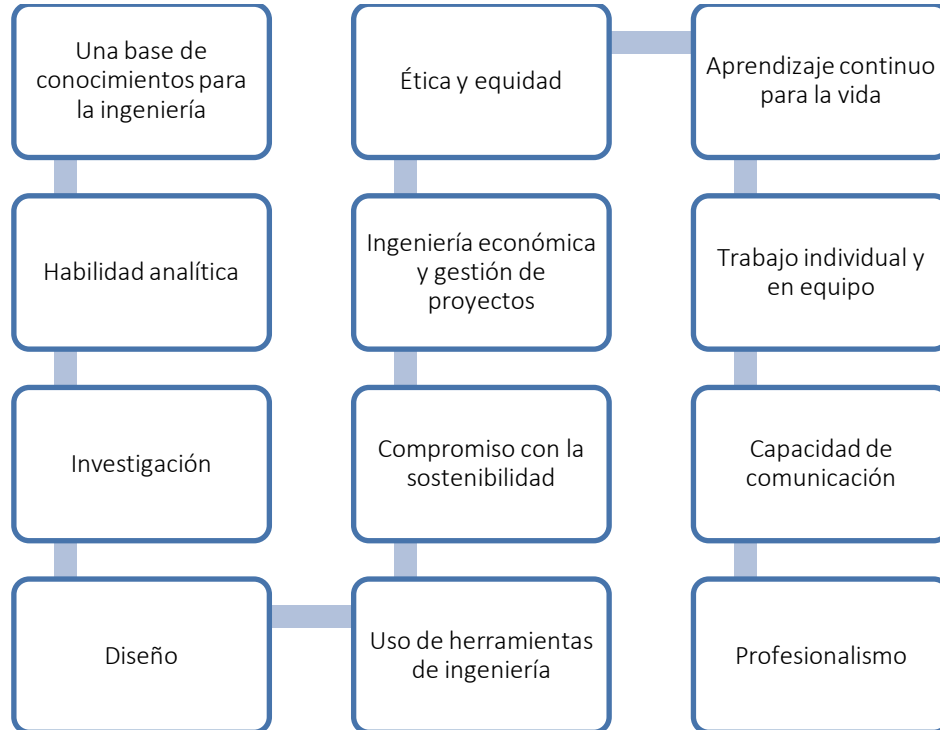 Una base de
conocimientos para
la ingeniería
Habilidad analítica
Investigación
Diseño
Uso de herramientas
de ingeniería
Compromiso con la
sostenibilidad
Ingeniería económica
y gestión de
proyectos
Ética y equidad
Aprendizaje continuo
para la vida
Trabajo individual y
en equipo
Capacidad de
comunicación
Profesionalismo